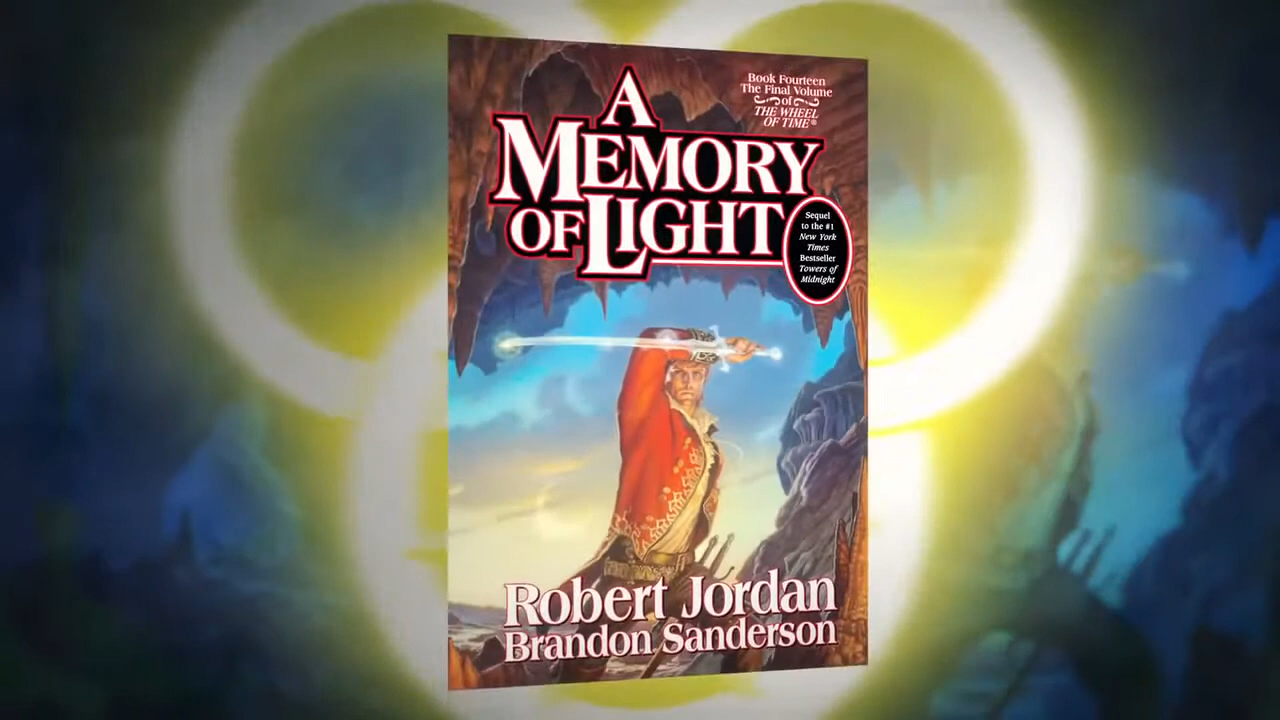 Book Fourteen
The Final Volume
of
THE WHEEL
OF TIME®
A
MEMORY
OF LIGHT
Sequel
to the #1
New York
Times
Bestseller
Towers of
Midnight
Robert Jordan
Brandon Sanderson